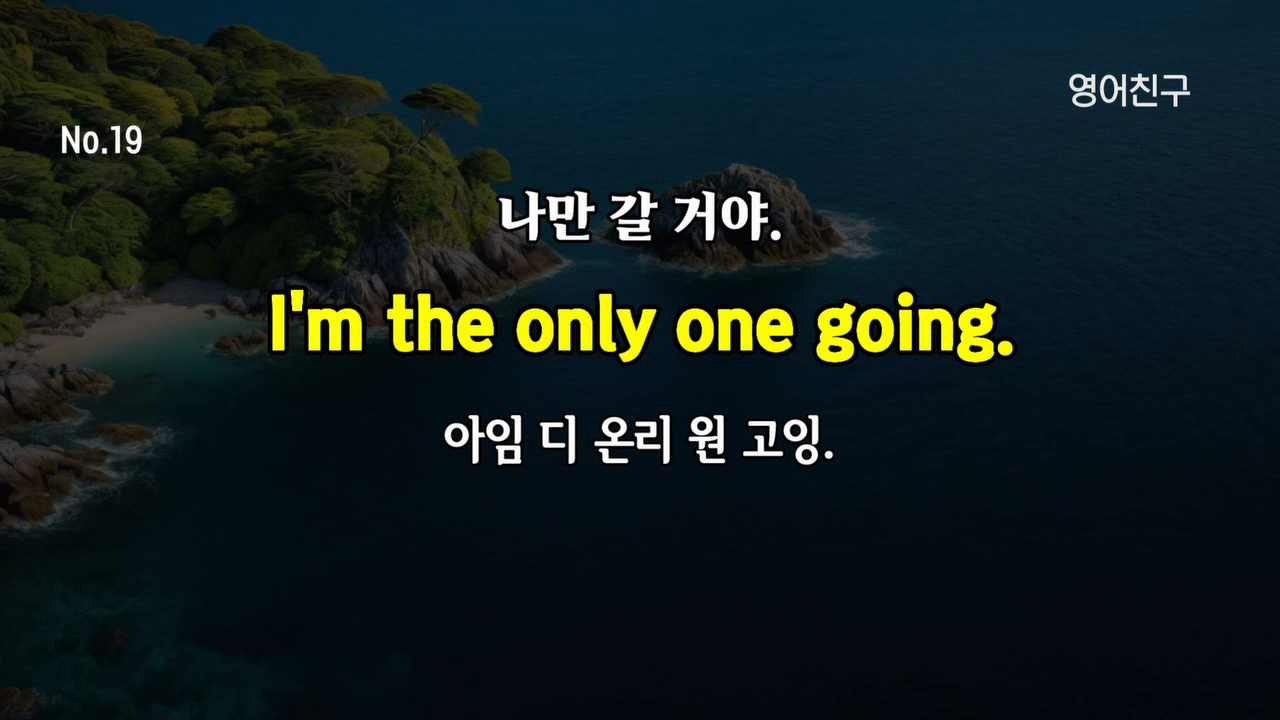 영어친구
No.19
나만 갈 거야.
I'm the only one going.
아임 디 온리 원 고잉.